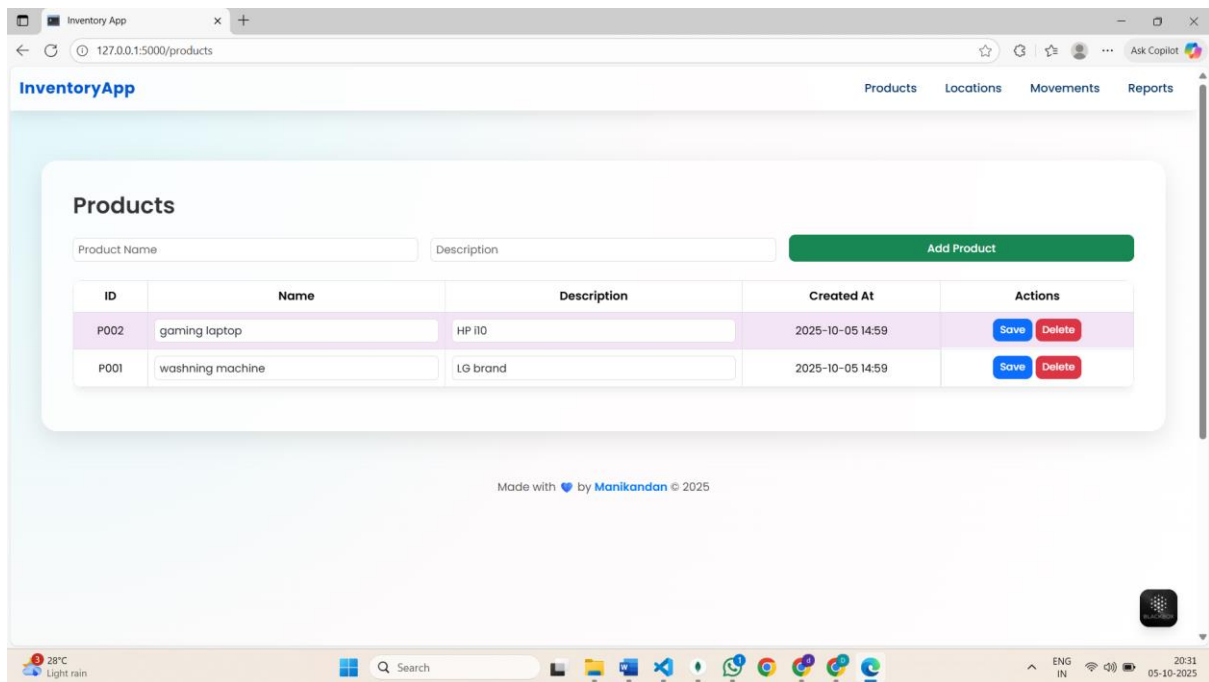 Inventory App
127.0.0.1:5000/products
Ask Copilot
InventoryApp
Products Locations Movements Reports
Products
Product Name Description Add Product
ID Name Description Created At Actions
P002 gaming laptop HP i10 2025-10-05 14:59 Save Delete
P001 washning machine LG brand 2025-10-05 14:59 Save Delete
Made with 💙 by Manikandan © 2025
BLACKBOX
3 28°C
Light rain
Search
ENG
IN
20:31
05-10-2025